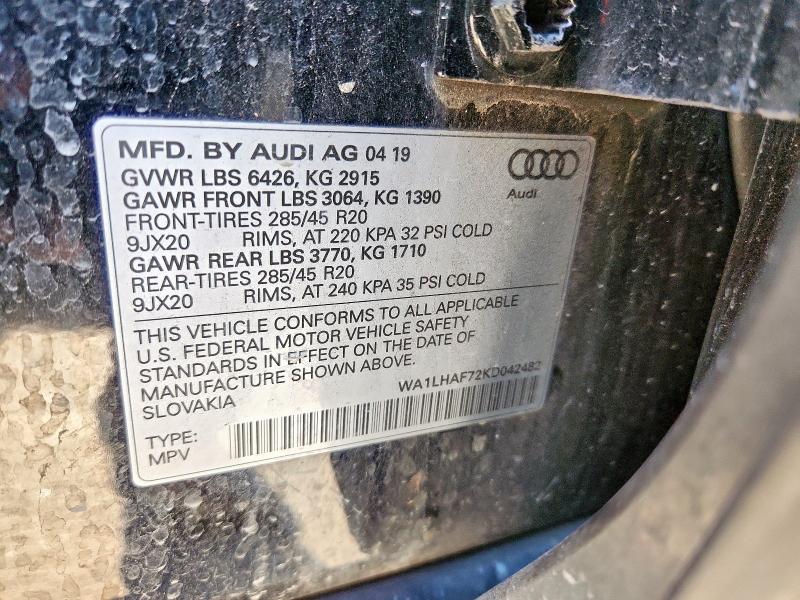 MFD. BY AUDI AG 04 19
GVWR LBS 6426, KG 2915
GAWR FRONT LBS 3064, KG 1390
FRONT-TIRES 285/45 R20
9JX20 RIMS, AT 220 KPA 32 PSI COLD
GAWR REAR LBS 3770, KG 1710
REAR-TIRES 285/45 R20
9JX20 RIMS, AT 240 KPA 35 PSI COLD
Audi
THIS VEHICLE CONFORMS TO ALL APPLICABLE
U.S. FEDERAL MOTOR VEHICLE SAFETY
STANDARDS IN EFFECT ON THE DATE OF
MANUFACTURE SHOWN ABOVE.
SLOVAKIA
WA1LHAF72KD042482
TYPE:
MPV